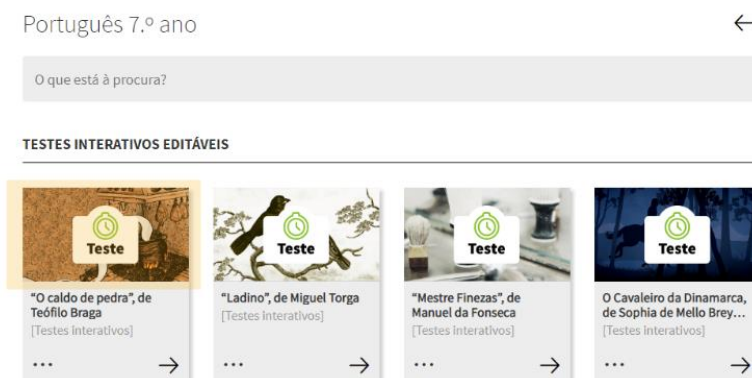 Português 7.º ano
O que está à procura?
TESTES INTERATIVOS EDITÁVEIS
Teste
Teste
Teste
Teste
"O caldo de pedra", de
Teófilo Braga
[Testes interativos]
"Ladino", de Miguel Torga
[Testes interativos]
"Mestre Finezas", de
Manuel da Fonseca
[Testes interativos]
O Cavaleiro da Dinamarca,
de Sophia de Mello Brey...
[Testes interativos]